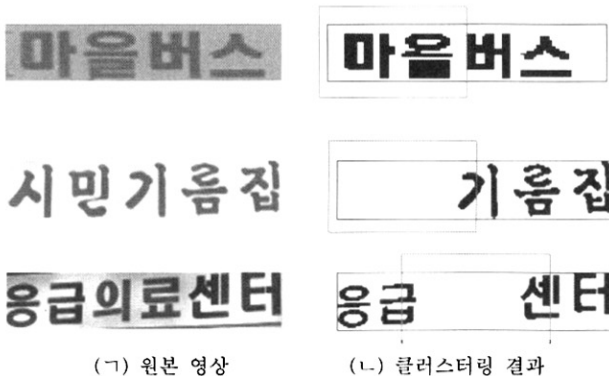 마을버스 마을버스
시민기름집 기름집
응급의료센터 응급 센터
(ㄱ) 원본 영상 (ㄴ) 클러스터링 결과